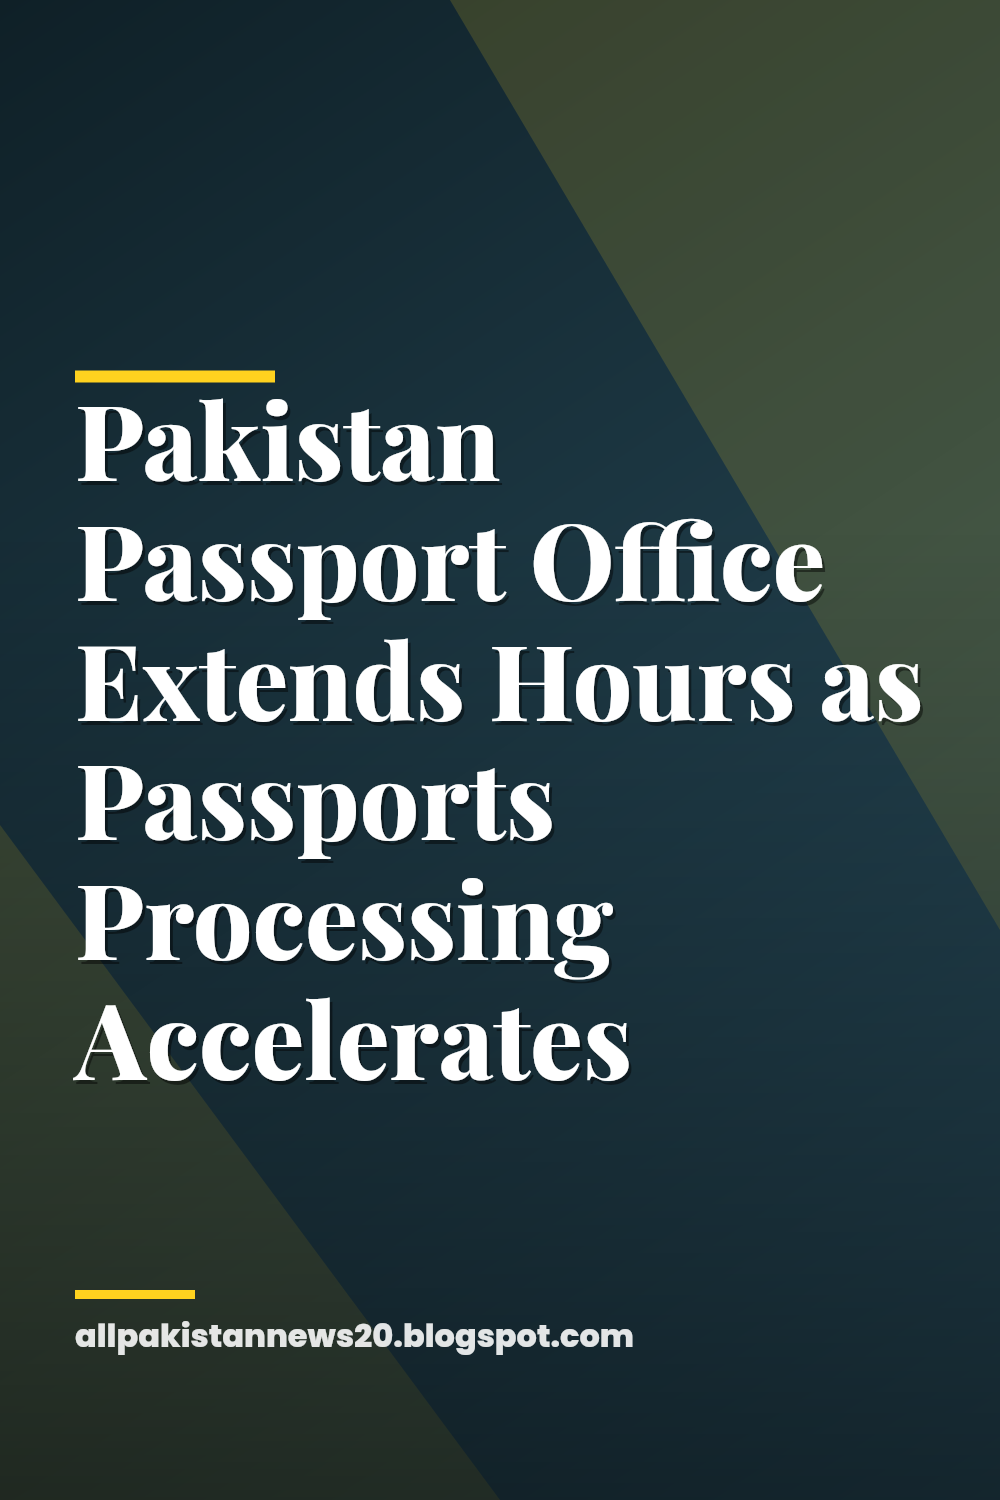 Pakistan
Passport Office
Extends Hours as
Passports
Processing
Accelerates
allpakistannews20.blogspot.com